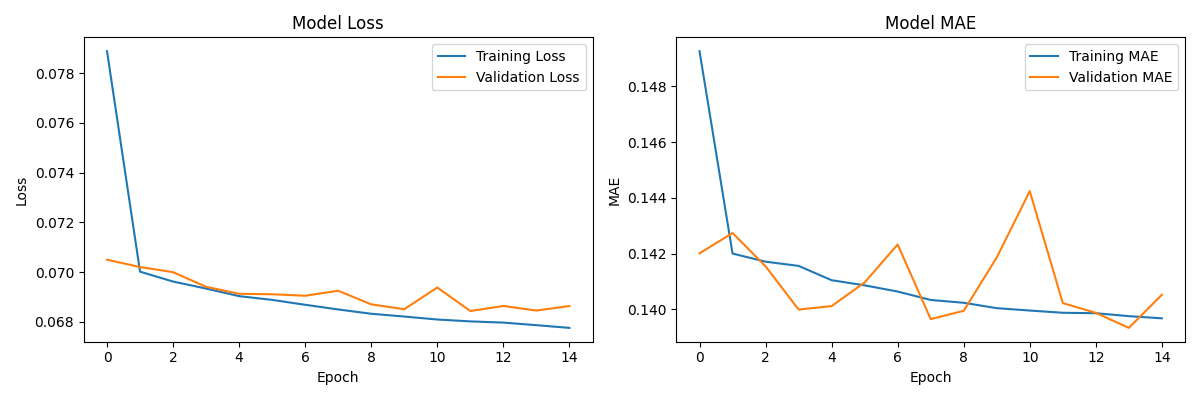 Model Loss
Training Loss
Validation Loss
0.078
0.076
0.074
0.072
0.070
0.068
Loss
0 2 4 6 8 10 12 14
Epoch
Model MAE
Training MAE
Validation MAE
0.148
0.146
0.144
0.142
0.140
MAE
0 2 4 6 8 10 12 14
Epoch